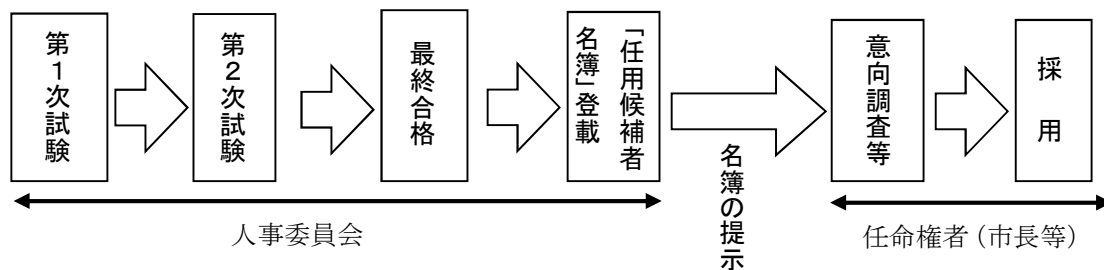 第１次試験
第２次試験
最終合格
「任用候補者
名簿」登載
名簿の提示
意向調査等
採用
人事委員会
任命権者（市長等）